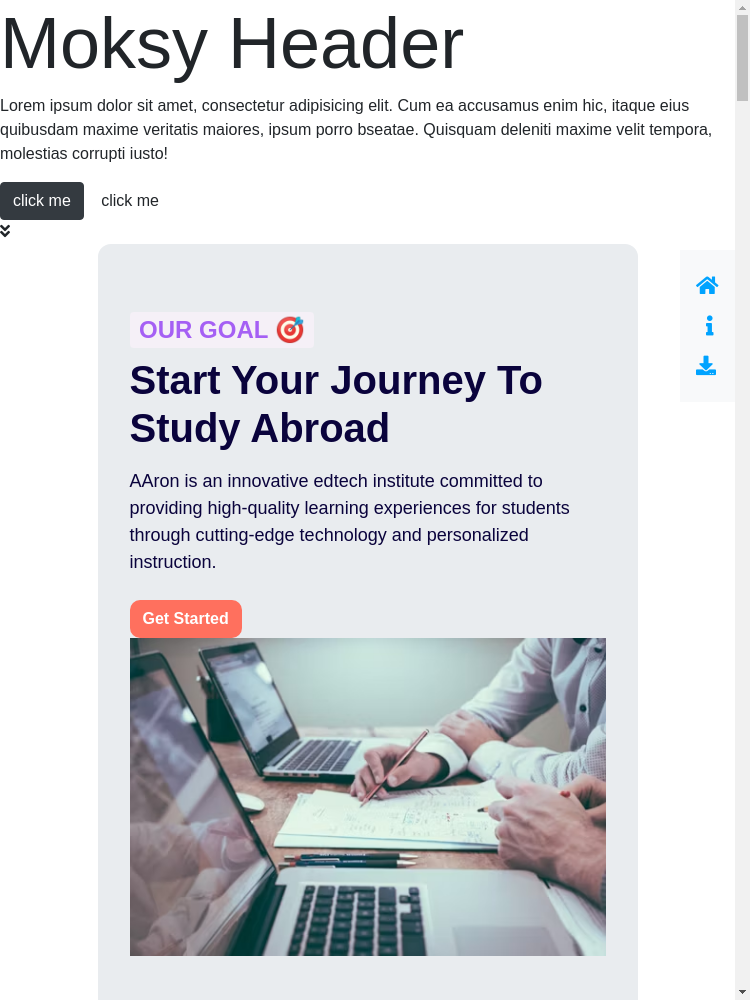 Moksy Header
Lorem ipsum dolor sit amet, consectetur adipisicing elit. Cum ea accusamus enim hic, itaque eius
quibusdam maxime veritatis maiores, ipsum porro bseatae. Quisquam deleniti maxime velit tempora,
molestias corrupti iusto!
click me click me
OUR GOAL 🎯
Start Your Journey To
Study Abroad
AAron is an innovative edtech institute committed to
providing high-quality learning experiences for students
through cutting-edge technology and personalized
instruction.
Get Started